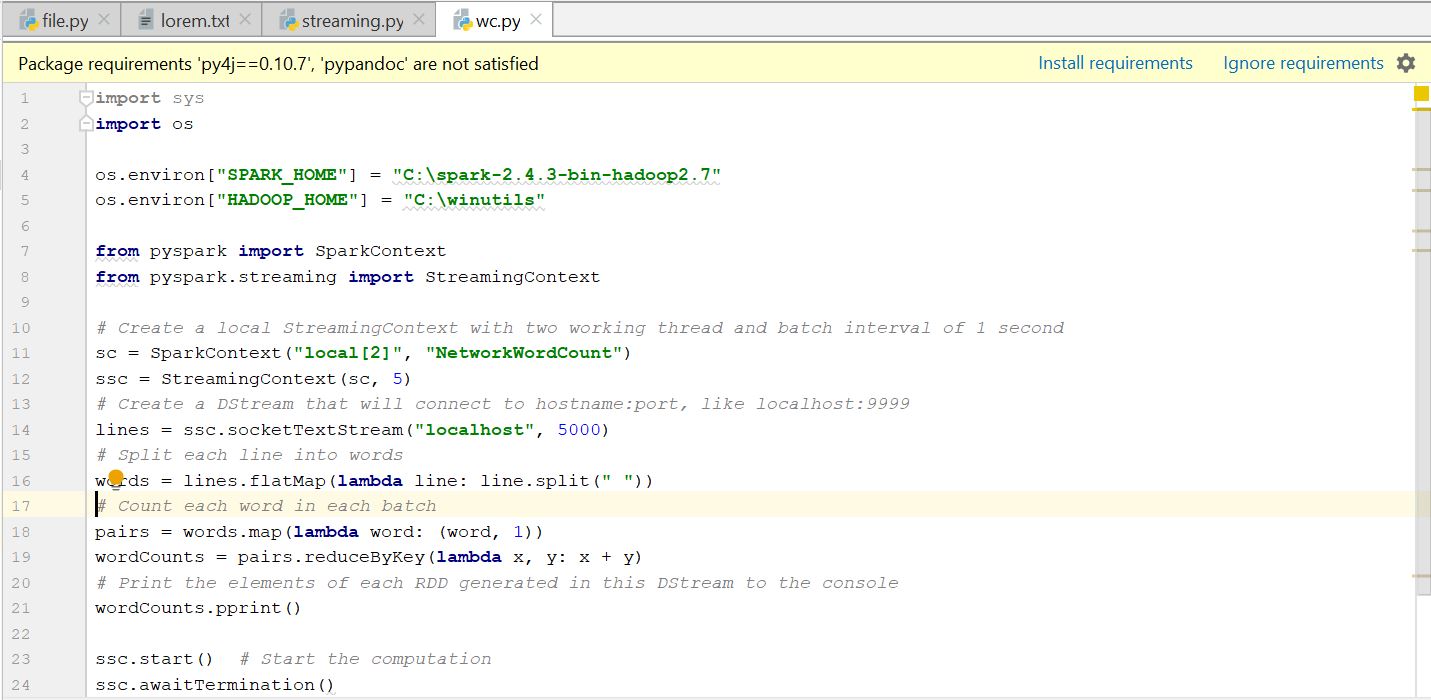 file.py lorem.txt streaming.py wc.py
Package requirements 'py4j==0.10.7', 'pypandoc' are not satisfied Install requirements Ignore requirements
1 import sys
2 import os
3
4 os.environ["SPARK_HOME"] = "C:\spark-2.4.3-bin-hadoop2.7"
5 os.environ["HADOOP_HOME"] = "C:\winutils"
6
7 from pyspark import SparkContext
8 from pyspark.streaming import StreamingContext
9
10 # Create a local StreamingContext with two working thread and batch interval of 1 second
11 sc = SparkContext("local[2]", "NetworkWordCount")
12 ssc = StreamingContext(sc, 5)
13 # Create a DStream that will connect to hostname:port, like localhost:9999
14 lines = ssc.socketTextStream("localhost", 5000)
15 # Split each line into words
16 words = lines.flatMap(lambda line: line.split(" "))
17 # Count each word in each batch
18 pairs = words.map(lambda word: (word, 1))
19 wordCounts = pairs.reduceByKey(lambda x, y: x + y)
20 # Print the elements of each RDD generated in this DStream to the console
21 wordCounts.pprint()
22
23 ssc.start() # Start the computation
24 ssc.awaitTermination()